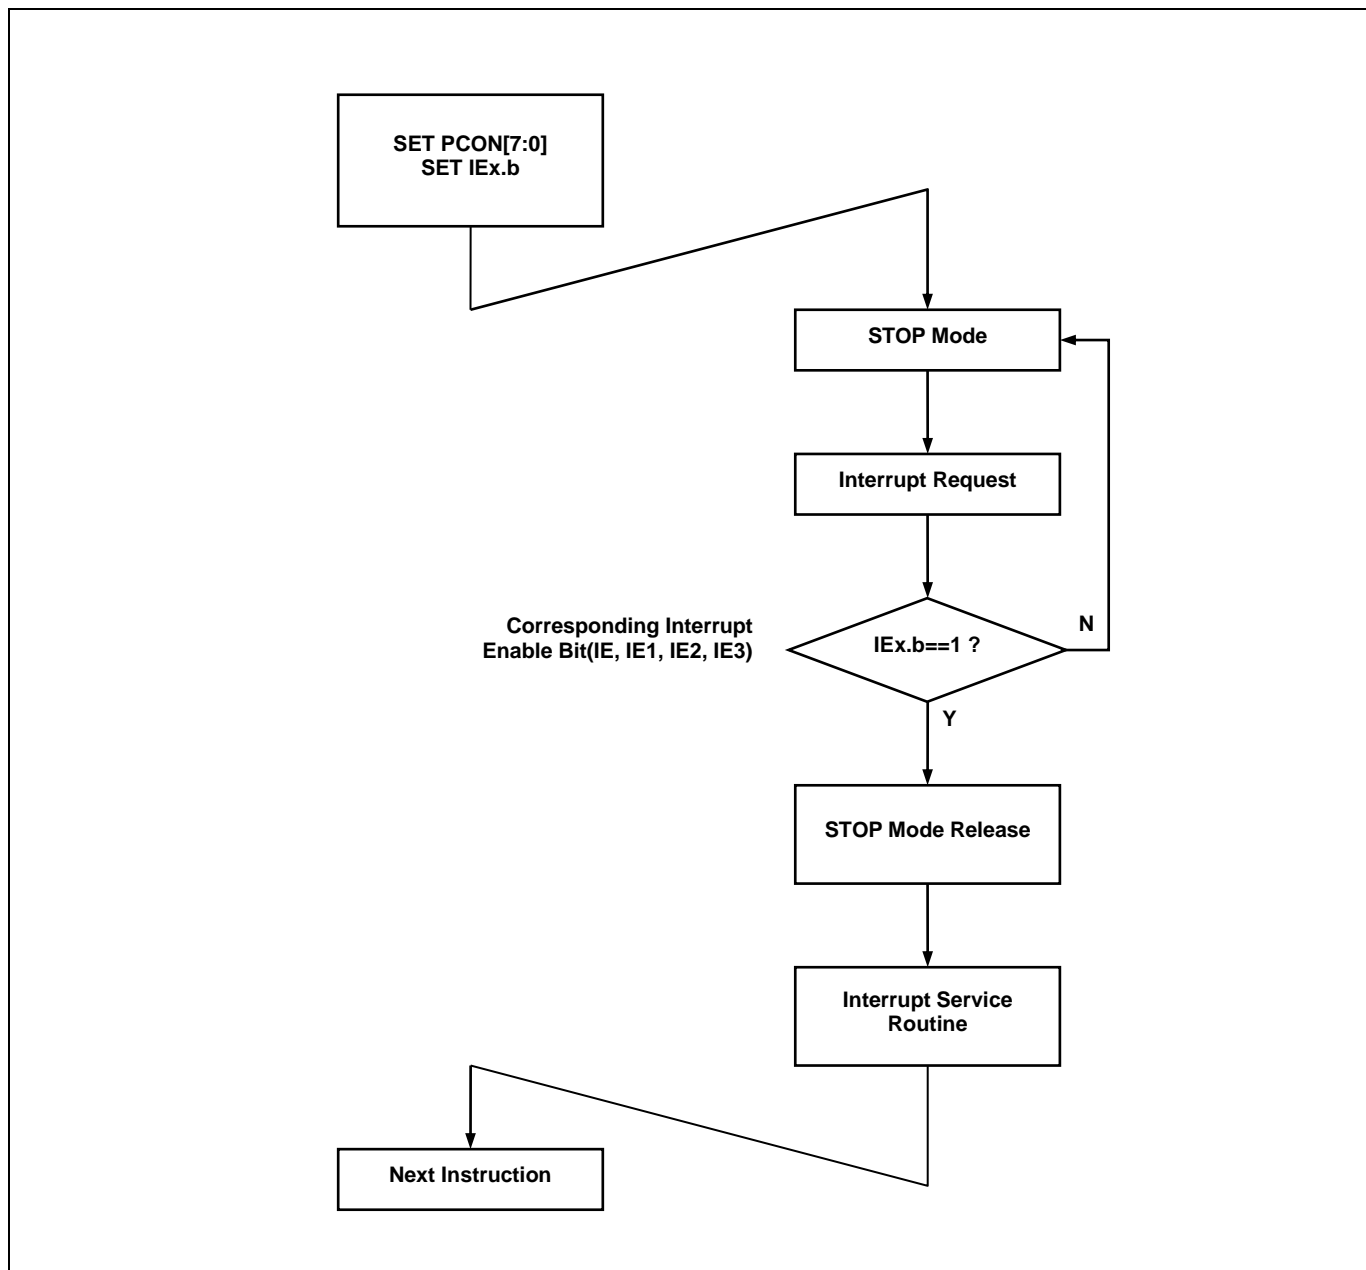 SET PCON[7:0]
SET IEx.b
STOP Mode
Interrupt Request
Corresponding Interrupt
Enable Bit(IE, IE1, IE2, IE3)
IEx.b==1 ?
N
Y
STOP Mode Release
Interrupt Service
Routine
Next Instruction